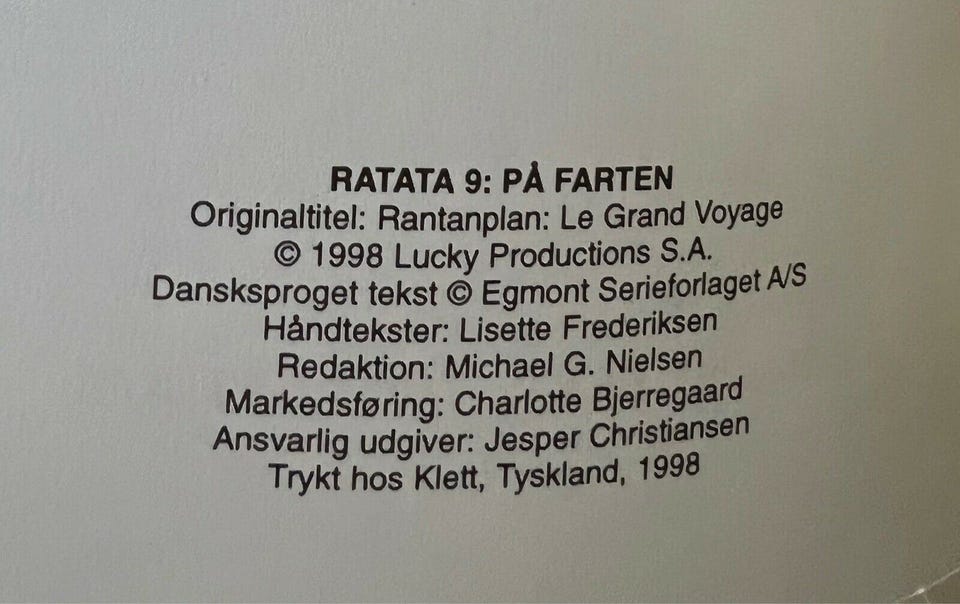 RATATA 9: PÅ FARTEN
Originaltitel: Rantanplan: Le Grand Voyage
© 1998 Lucky Productions S.A.
Dansksproget tekst © Egmont Serieforlaget A/S
Håndtekster: Lisette Frederiksen
Redaktion: Michael G. Nielsen
Markedsføring: Charlotte Bjerregaard
Ansvarlig udgiver: Jesper Christiansen
Trykt hos Klett, Tyskland, 1998